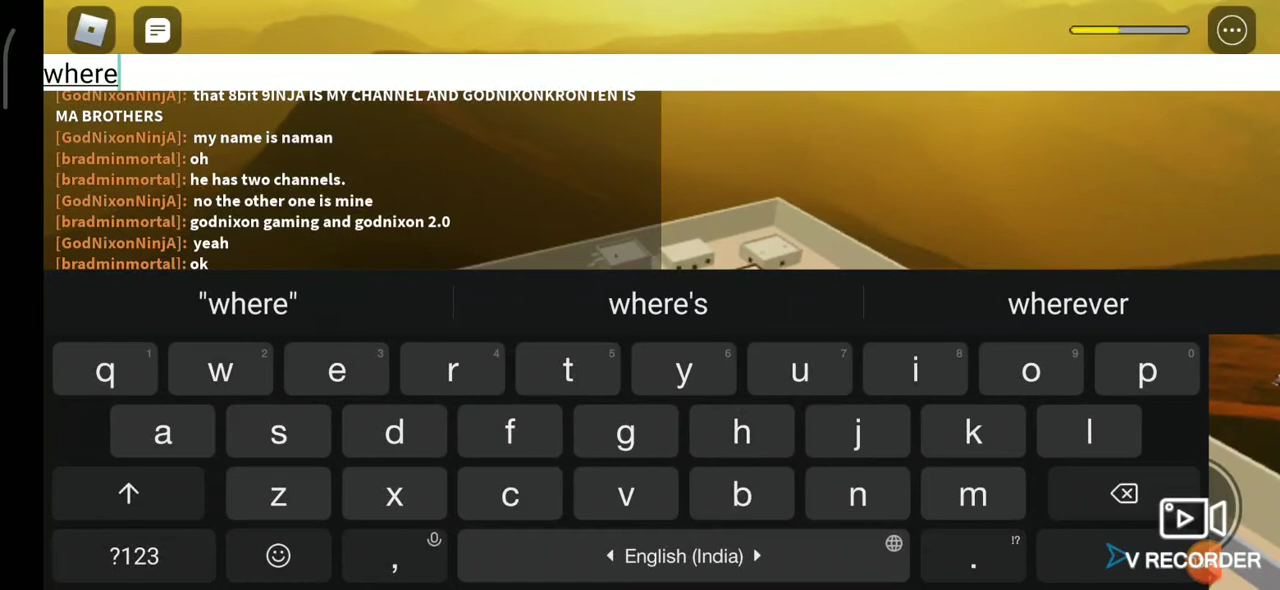 where
[GodNixonNinjA]: that 8bit 9INJA IS MY CHANNEL AND GODNIXONKRONTEN IS
MA BROTHERS
[GodNixonNinjA]: my name is naman
[bradminmortal]: oh
[bradminmortal]: he has two channels.
[GodNixonNinjA]: no the other one is mine
[bradminmortal]: godnixon gaming and godnixon 2.0
[GodNixonNinjA]: yeah
[bradminmortal]: ok
"where" where's wherever
q 1 w 2 e 3 r 4 t 5 y 6 u 7 i 8 o 9 p 0
a s d f g h j k l
z x c v b n m
?123 , English (India) . !?
V RECORDER